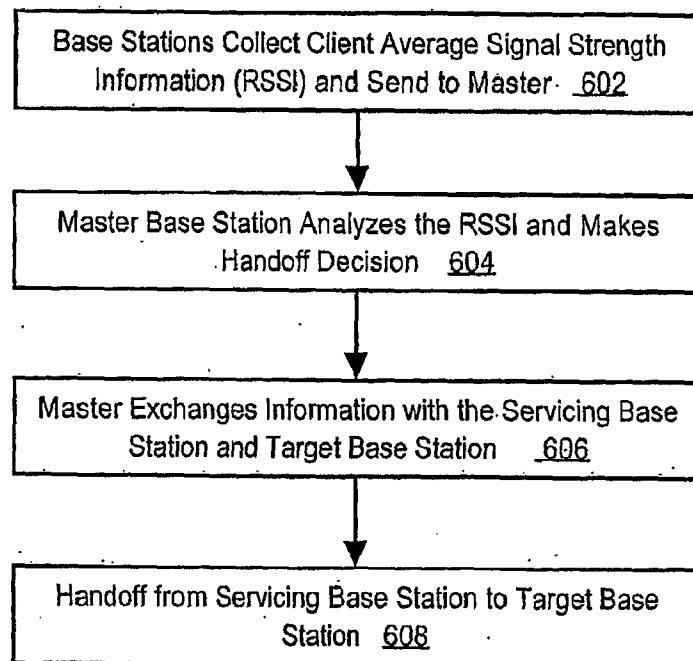 Base Stations Collect Client Average Signal Strength
Information (RSSI) and Send to Master 602
Master Base Station Analyzes the RSSI and Makes
Handoff Decision 604
Master Exchanges Information with the Servicing Base
Station and Target Base Station 606
Handoff from Servicing Base Station to Target Base
Station 608